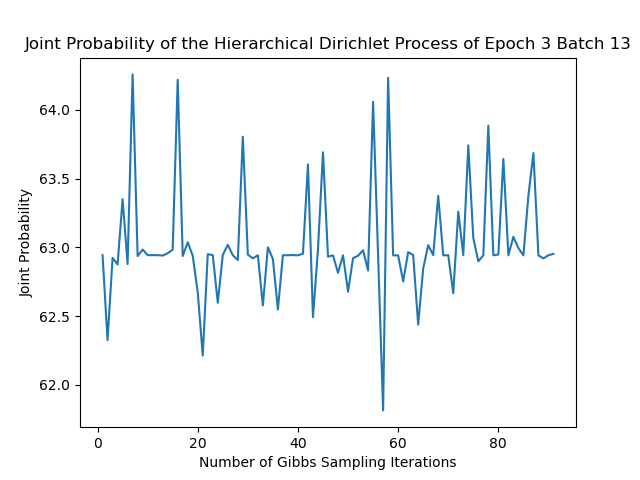 Joint Probability of the Hierarchical Dirichlet Process of Epoch 3 Batch 13
Joint Probability
64.0
63.5
63.0
62.5
62.0
0 20 40 60 80
Number of Gibbs Sampling Iterations